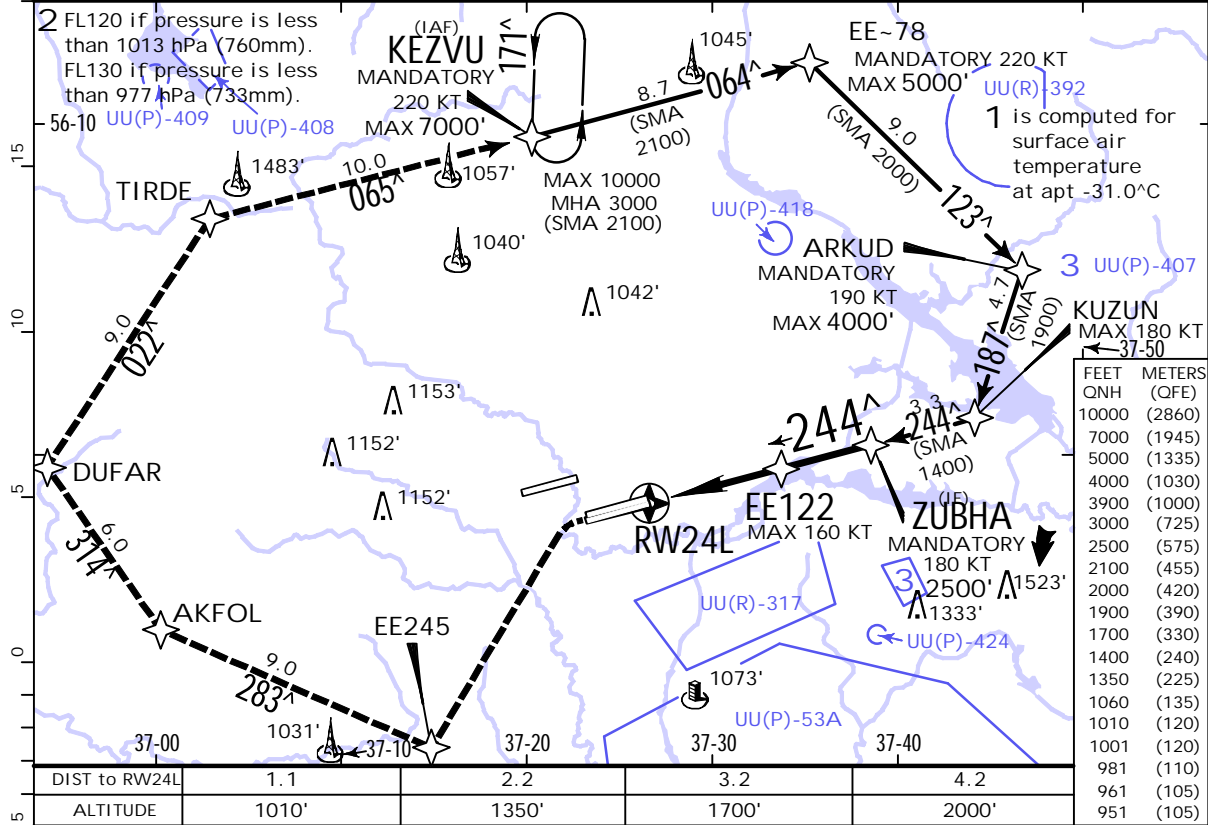 2 FL120 if pressure is less
than 1013 hPa (760mm).
FL130 if pressure is less
than 977 hPa (733mm).
UU(P)-409
UU(P)-408
56-10
(IAF)
KEZVU
MANDATORY
220 KT
MAX 7000'
171^
1045'
EE~78
MANDATORY 220 KT
MAX 5000'
UU(R)-392
1 is computed for
surface air
temperature
at apt -31.0^C
8.7
064^
(SMA
2100)
9.0
(SMA 2000)
123^
15
1483'
TIRDE
10.0
065^
1057'
MAX 10000
MHA 3000
(SMA 2100)
1040'
1042'
UU(P)-418
ARKUD
MANDATORY
190 KT
MAX 4000'
3 UU(P)-407
4.7
187^
(SMA
1900)
KUZUN
MAX 180 KT
37-50
10
9.0
022^
1153'
1152'
1152'
DUFAR
5
244^
3.3
244^
(SMA
1400)
EE122
MAX 160 KT
RW24L
(IF)
ZUBHA
MANDATORY
180 KT
2500'
3
1523'
1333'
UU(R)-317
UU(P)-424
6.0
314^
AKFOL
EE245
0
9.0
283^
1073'
UU(P)-53A
1031'
37-00
37-10
37-20
37-30
37-40
FEET METERS
QNH (QFE)
10000 (2860)
7000 (1945)
5000 (1335)
4000 (1030)
3900 (1000)
3000 (725)
2500 (575)
2100 (455)
2000 (420)
1900 (390)
1700 (330)
1400 (240)
1350 (225)
1060 (135)
1010 (120)
1001 (120)
981 (110)
961 (105)
951 (105)
DIST to RW24L 1.1 2.2 3.2 4.2
ALTITUDE 1010' 1350' 1700' 2000'
5